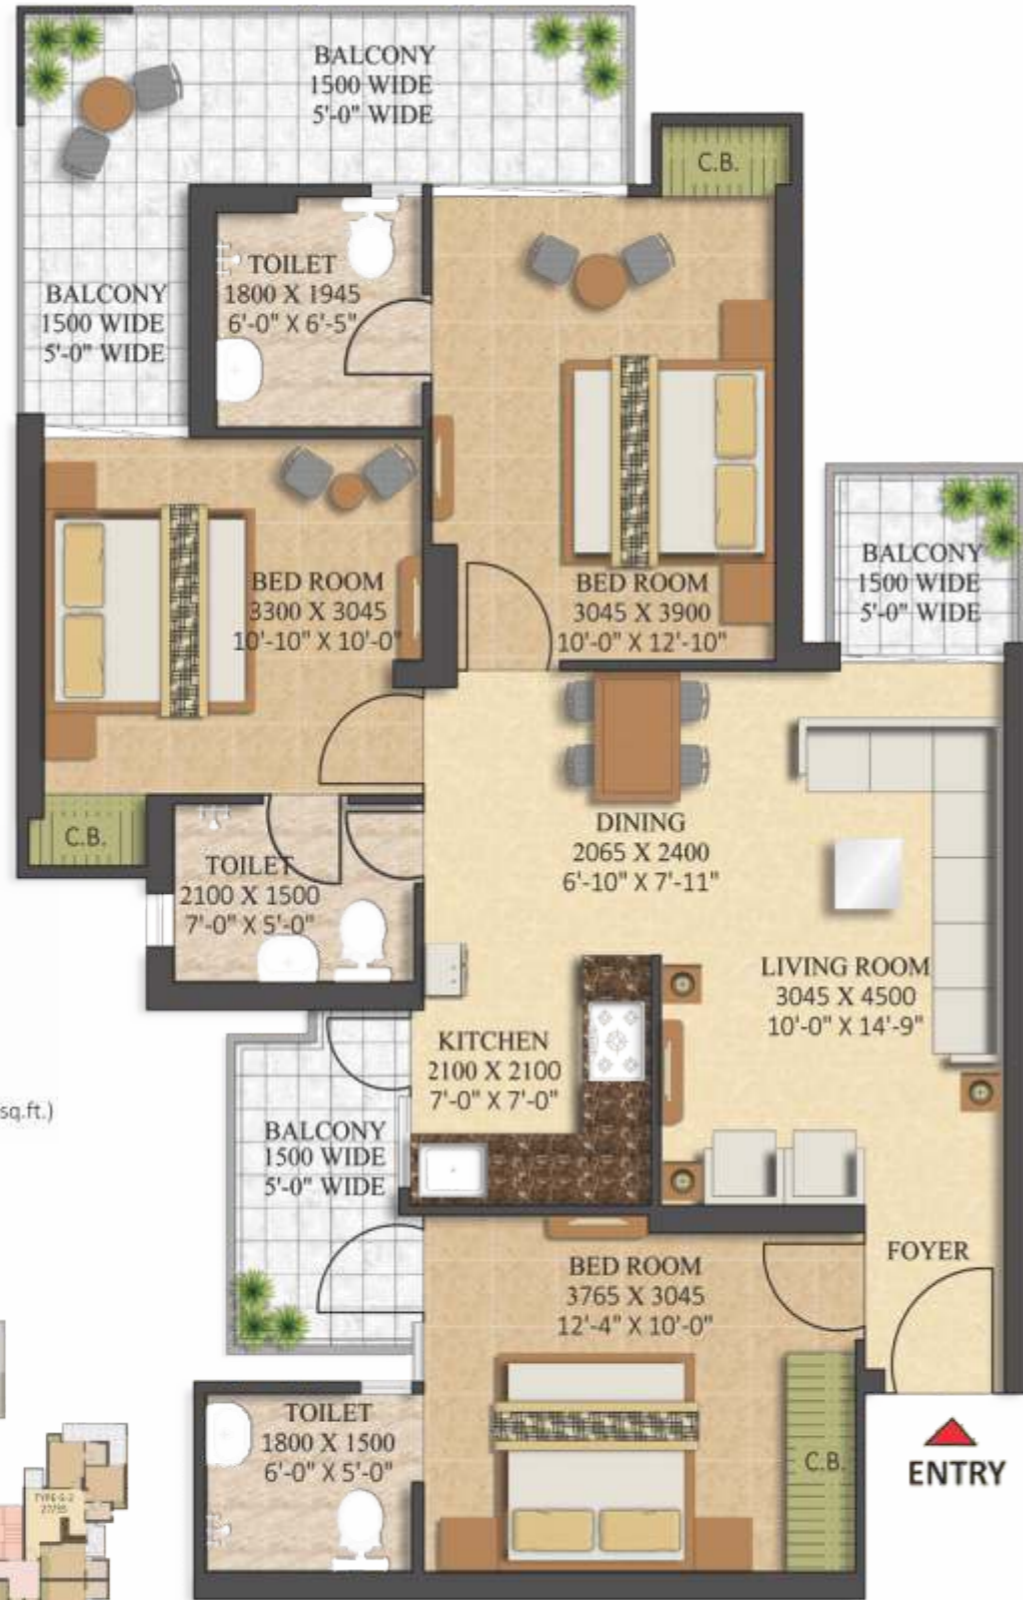 BALCONY
1500 WIDE
5'-0" WIDE
C.B.
TOILET
1800 X 1945
6'-0" X 6'-5"
BALCONY
1500 WIDE
5'-0" WIDE
BED ROOM
3300 X 3045
10'-10" X 10'-0"
BED ROOM
3045 X 3900
10'-0" X 12'-10"
BALCONY
1500 WIDE
5'-0" WIDE
C.B.
TOILET
2100 X 1500
7'-0" X 5'-0"
DINING
2065 X 2400
6'-10" X 7'-11"
LIVING ROOM
3045 X 4500
10'-0" X 14'-9"
KITCHEN
2100 X 2100
7'-0" X 7'-0"
sq.ft.)
BALCONY
1500 WIDE
5'-0" WIDE
FOYER
BED ROOM
3765 X 3045
12'-4" X 10'-0"
TOILET
1800 X 1500
6'-0" X 5'-0"
C.B.
ENTRY